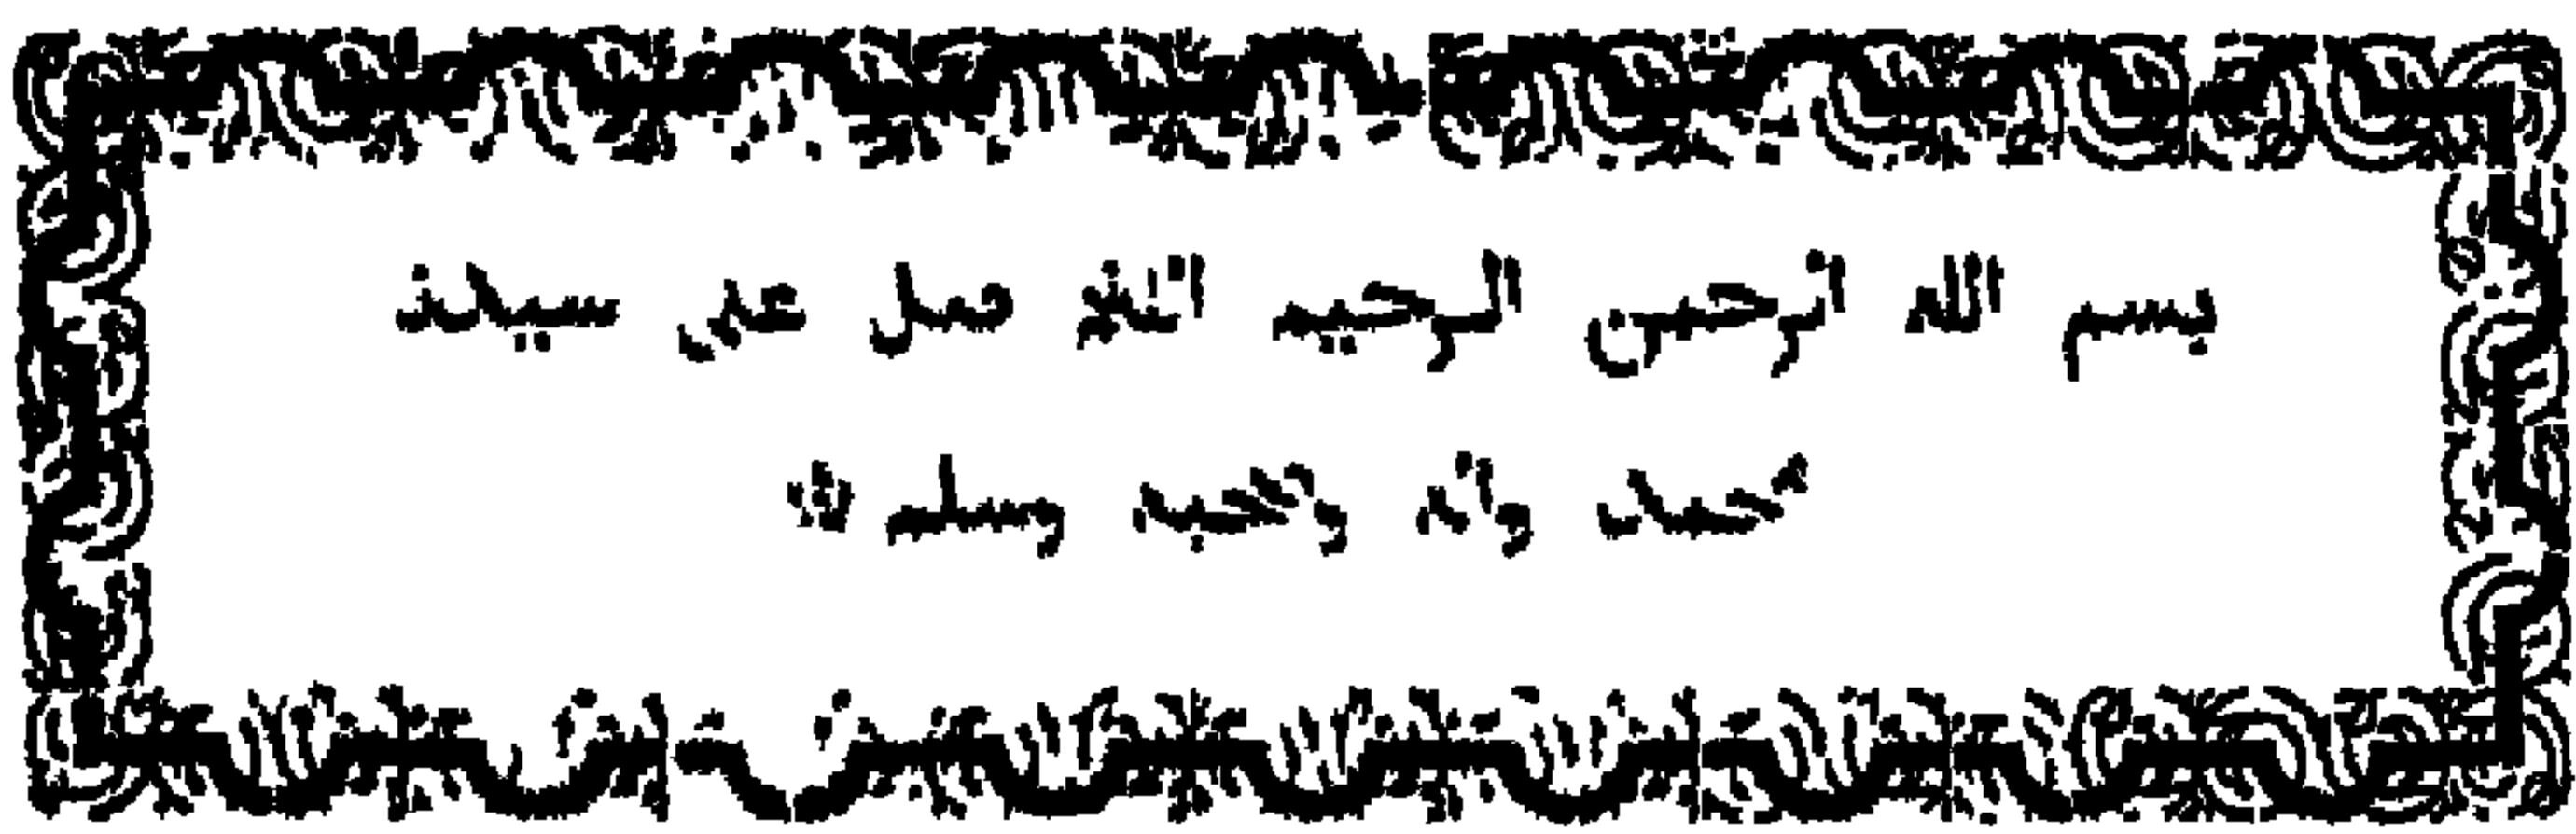 بسم الله الرحمن الرحيم اللهم صل على سيدنا
محمد وآله وصحبه وسلم